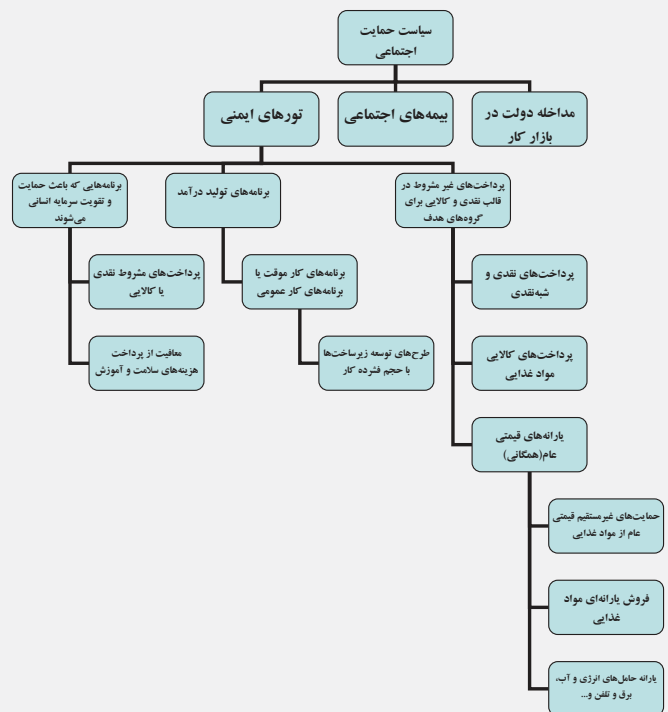 سیاست حمایت
اجتماعی
مداخله دولت در
بازار کار
بیمه‌های اجتماعی
تورهای ایمنی
پرداخت‌های غیر مشروط در
قالب نقدی و کالایی برای
گروه‌های هدف
برنامه‌های تولید درآمد
برنامه‌هایی که باعث حمایت
و تقویت سرمایه انسانی
می‌شوند
پرداخت‌های نقدی و
شبه‌نقدی
برنامه‌های کار موقت یا
برنامه‌های کار عمومی
پرداخت‌های مشروط نقدی
یا کالایی
پرداخت‌های کالایی
مواد غذایی
طرح‌های توسعه زیرساخت‌ها
با حجم فشرده کار
معافیت از پرداخت
هزینه‌های سلامت و آموزش
یارانه‌های قیمتی
عام(همگانی)
حمایت‌های غیرمستقیم قیمتی
عام از مواد غذایی
فروش یارانه‌ای مواد
غذایی
یارانه حامل‌های انرژی و آب،
برق و تلفن و...